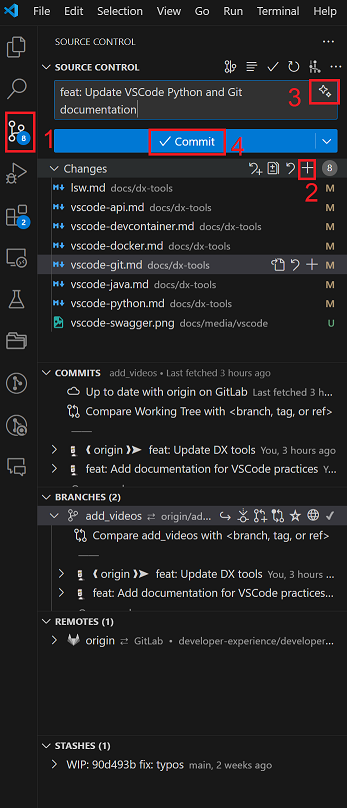 File Edit Selection View Go Run Terminal Help
SOURCE CONTROL
SOURCE CONTROL
feat: Update VSCode Python and Git
documentation
3
8
1
Commit
4
Changes
8
2
lsw.md docs/dx-tools M
vscode-api.md docs/dx-tools M
2
vscode-devcontainer.md docs/dx-tools M
vscode-docker.md docs/dx-tools M
vscode-git.md docs/dx-tools M
vscode-java.md docs/dx-tools M
vscode-python.md docs/dx-tools M
vscode-swagger.png docs/media/vscode U
COMMITS add_videos • Last fetched 3 hours ago
Up to date with origin on GitLab Last fetched 3 h...
Compare Working Tree with <branch, tag, or ref>
origin feat: Update DX tools You, 3 hours ago
feat: Add documentation for VSCode practices Y...
BRANCHES (2)
add_videos origin/ad...
Compare add_videos with <branch, tag, or ref>
origin feat: Update DX tools You, 3 hours ago
feat: Add documentation for VSCode practices...
REMOTES (1)
origin GitLab • developer-experience/developer...
STASHES (1)
WIP: 90d493b fix: typos main, 2 weeks ago